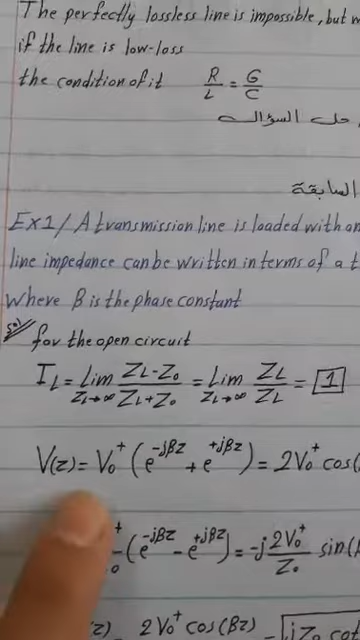 The perfectly lossless line is impossible, but
if the line is low-loss
the condition of it R/L = G/C
حل السؤال
السابقة
Ex1/ A transmission line is loaded with an
line impedance can be written in terms of a
where β is the phase constant
Sol// for the open circuit
I_L = Lim_{Z_L→∞} (Z_L - Z_0)/(Z_L + Z_0) = Lim_{Z_L→∞} Z_L/Z_L = 1
V(z) = V_0^+ (e^{-jβz} + e^{+jβz}) = 2V_0^+ cos(
(e^{-jβz} - e^{+jβz}) = -j 2V_0^+/Z_0 sin(
2V_0^+ cos(βz)